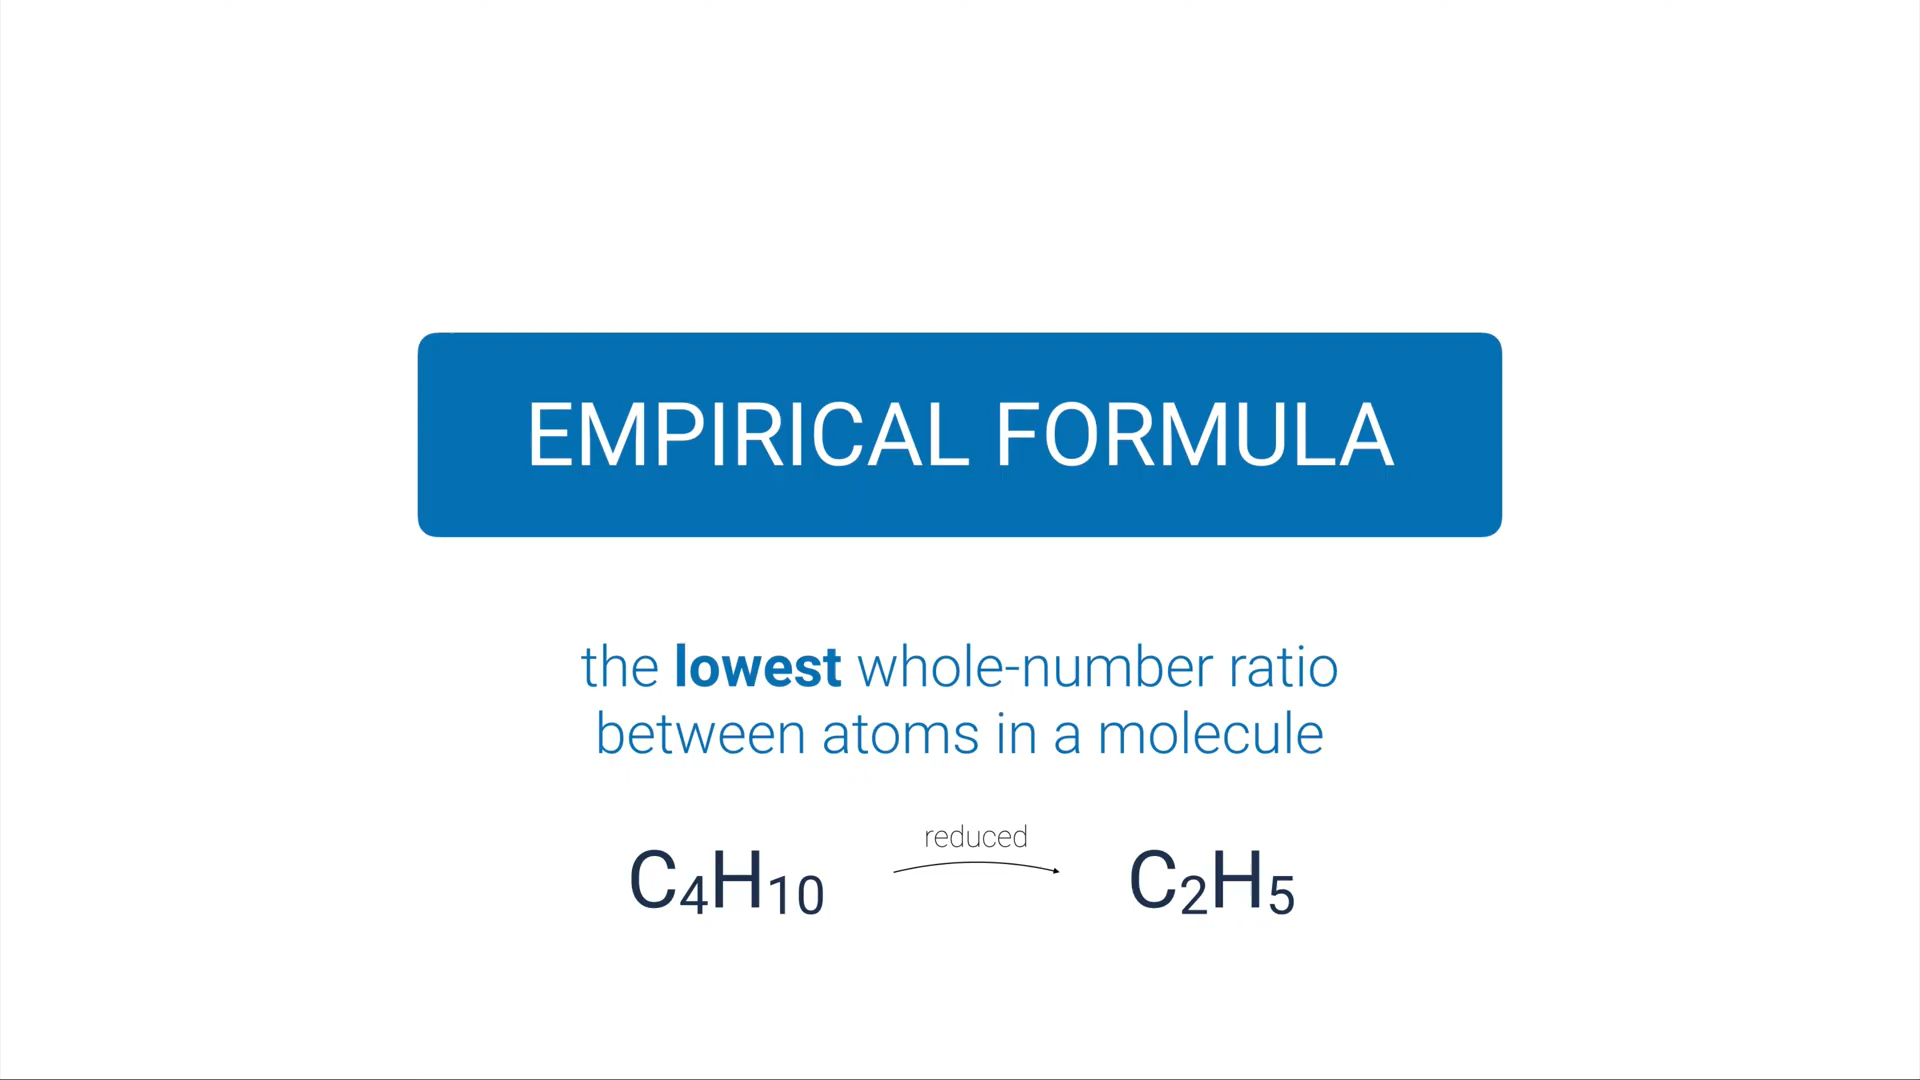 EMPIRICAL FORMULA
the lowest whole-number ratio
between atoms in a molecule
reduced
C₄H₁₀ C₂H₅